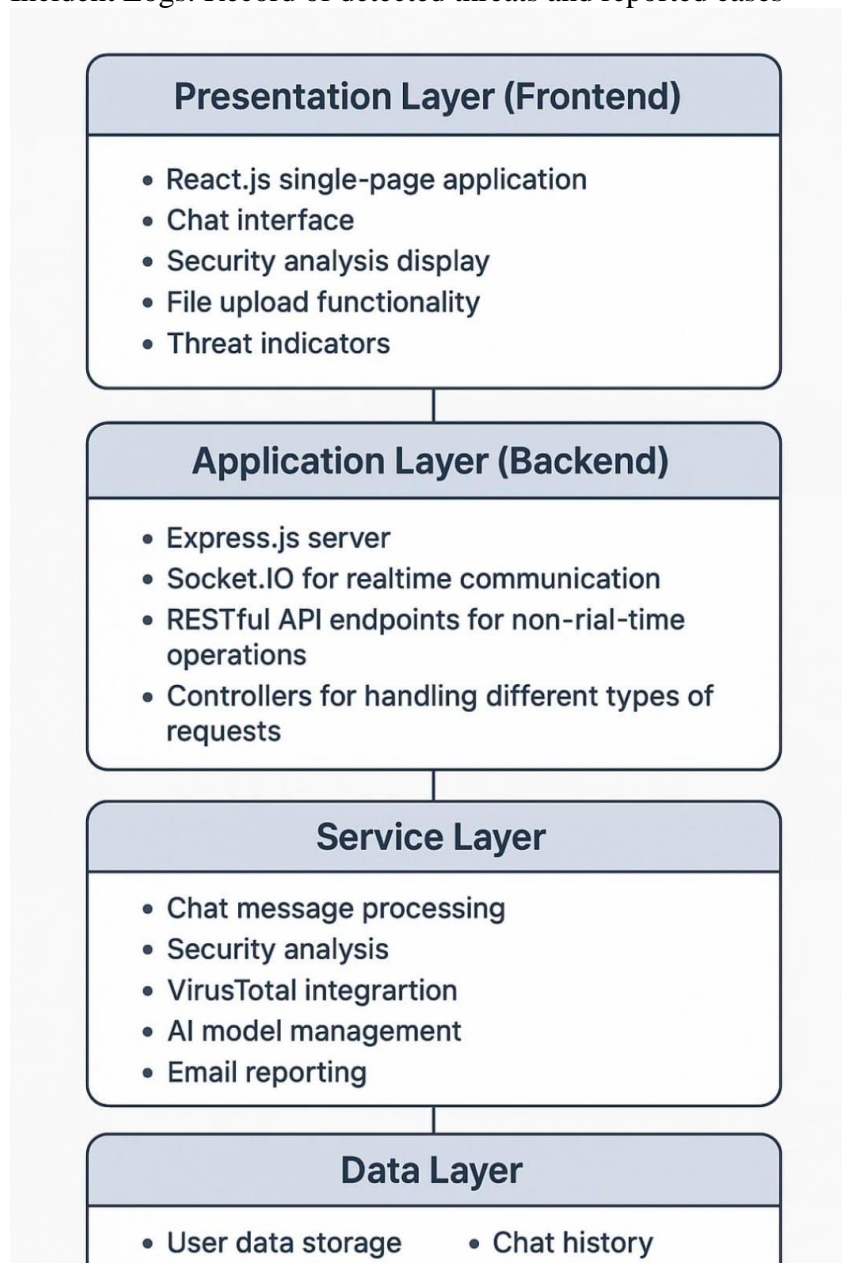 Incident Logs: Record of detected threats and reported cases
Presentation Layer (Frontend)
• React.js single-page application
• Chat interface
• Security analysis display
• File upload functionality
• Threat indicators
Application Layer (Backend)
• Express.js server
• Socket.IO for realtime communication
• RESTful API endpoints for non-rial-time
operations
• Controllers for handling different types of
requests
Service Layer
• Chat message processing
• Security analysis
• VirusTotal integrartion
• AI model management
• Email reporting
Data Layer
• User data storage • Chat history